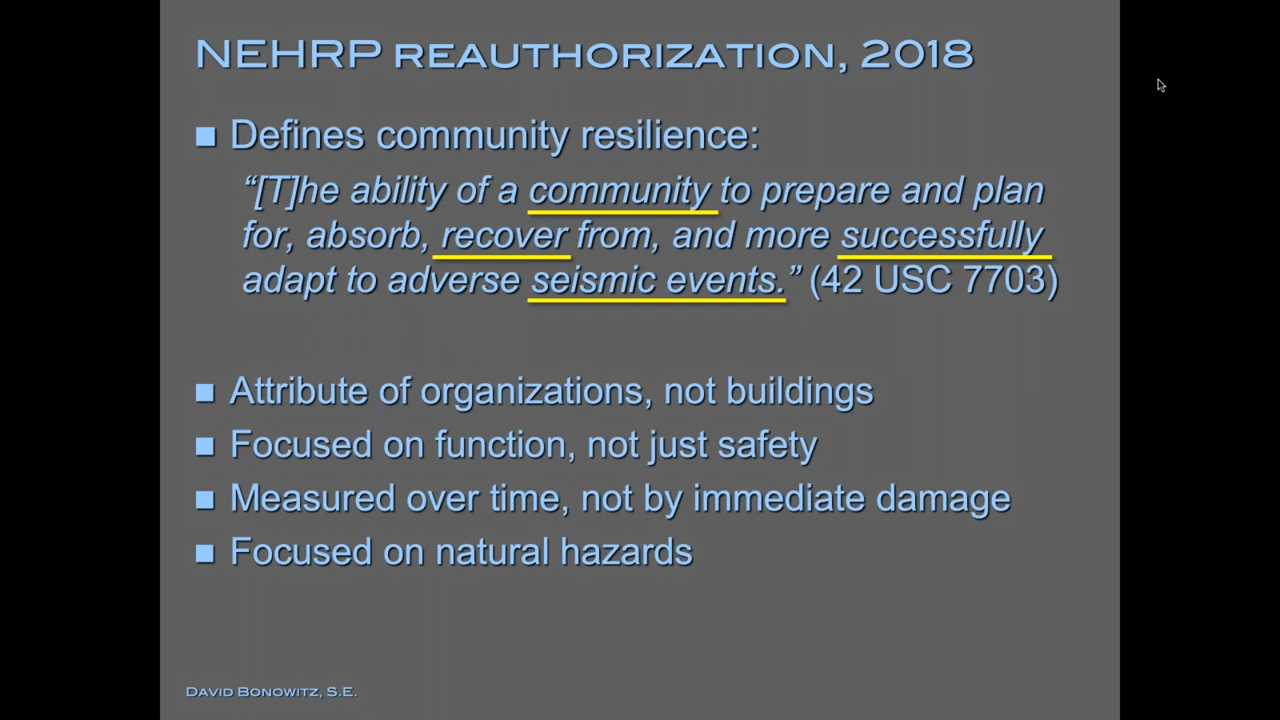 NEHRP REAUTHORIZATION, 2018
Defines community resilience:
“[T]he ability of a community to prepare and plan
for, absorb, recover from, and more successfully
adapt to adverse seismic events.” (42 USC 7703)
Attribute of organizations, not buildings
Focused on function, not just safety
Measured over time, not by immediate damage
Focused on natural hazards
DAVID BONOWITZ, S.E.